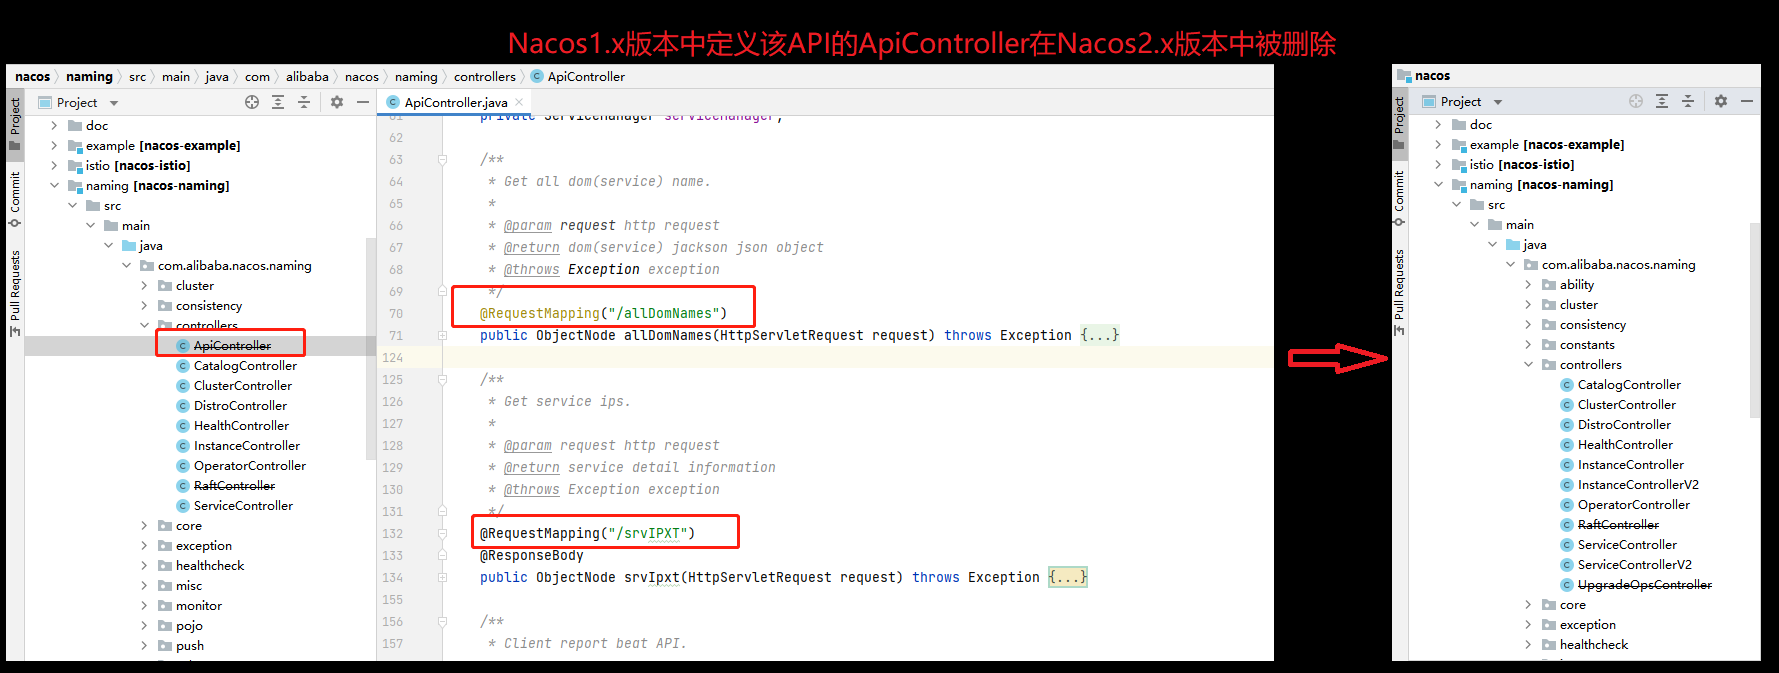 Nacos1.x版本中定义该API的ApiController在Nacos2.x版本中被删除
nacos naming src main java com alibaba nacos naming controllers ApiController
Project
ApiController.java
Project
Commit
Pull Requests
doc
example [nacos-example]
istio [nacos-istio]
naming [nacos-naming]
src
main
java
com.alibaba.nacos.naming
cluster
consistency
controllers
ApiController
CatalogController
ClusterController
DistroController
HealthController
InstanceController
OperatorController
RaftController
ServiceController
core
exception
healthcheck
misc
monitor
pojo
push
61 private ServiceManager serviceManager;
62
63 /**
64 * Get all dom(service) name.
65 *
66 * @param request http request
67 * @return dom(service) jackson json object
68 * @throws Exception exception
69 */
70 @RequestMapping("/allDomNames")
71 public ObjectNode allDomNames(HttpServletRequest request) throws Exception {...}
124
125 /**
126 * Get service ips.
127 *
128 * @param request http request
129 * @return service detail information
130 * @throws Exception exception
131 */
132 @RequestMapping("/srvIPXT")
133 @ResponseBody
134 public ObjectNode srvIpxt(HttpServletRequest request) throws Exception {...}
155
156 /**
157 * Client report beat API.
nacos
Project
Project
Commit
Pull Requests
doc
example [nacos-example]
istio [nacos-istio]
naming [nacos-naming]
src
main
java
com.alibaba.nacos.naming
ability
cluster
consistency
constants
controllers
CatalogController
ClusterController
DistroController
HealthController
InstanceController
InstanceControllerV2
OperatorController
RaftController
ServiceController
ServiceControllerV2
UpgradeOpsController
core
exception
healthcheck